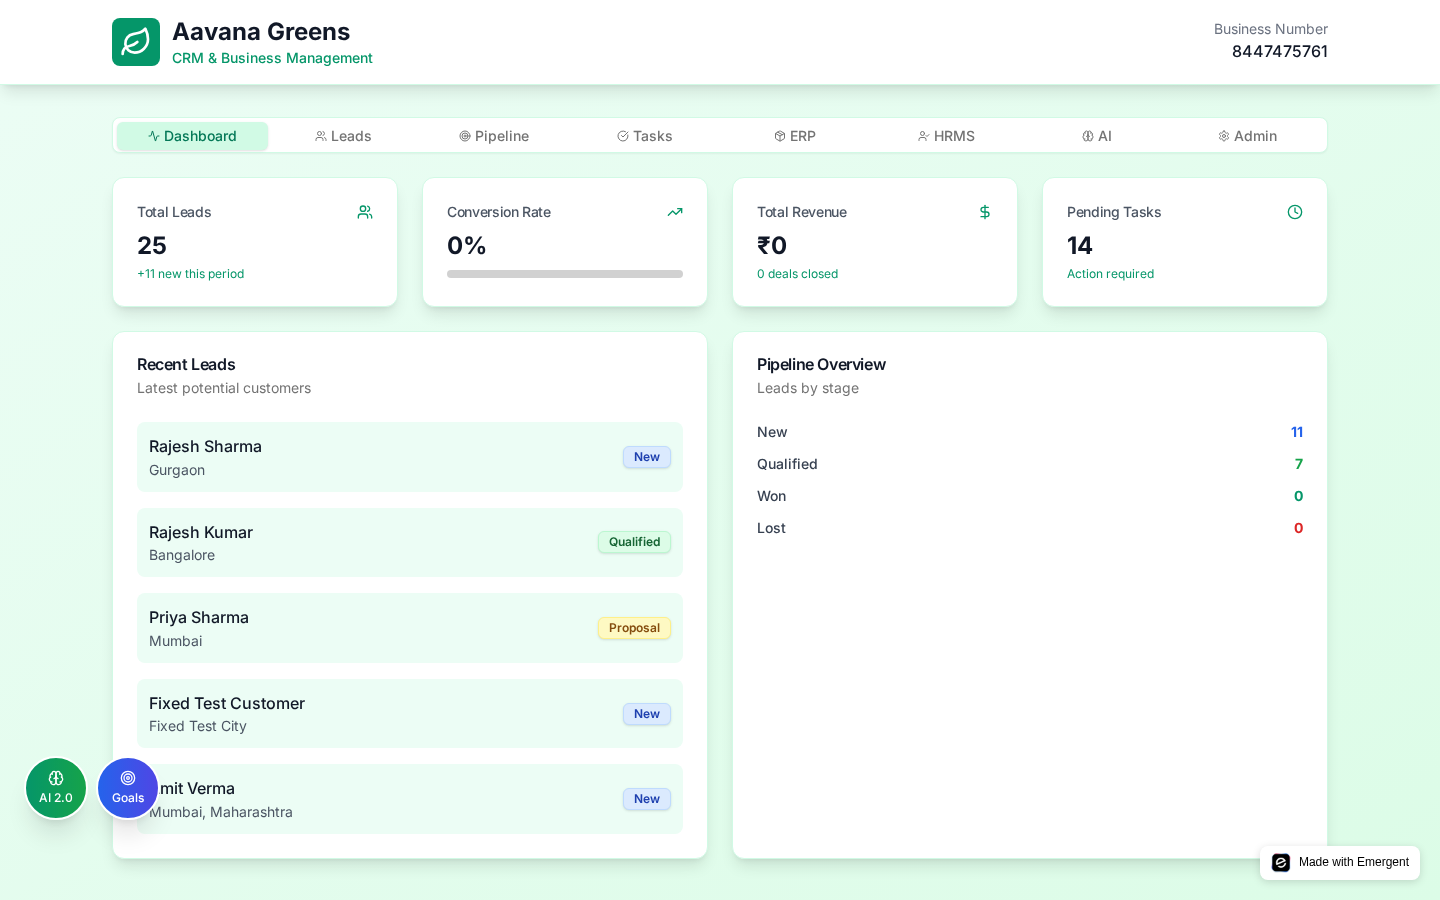 Aavana Greens
CRM & Business Management
Business Number
8447475761
Dashboard
Leads
Pipeline
Tasks
ERP
HRMS
AI
Admin
Total Leads
25
+11 new this period
Conversion Rate
0%
Total Revenue
₹0
0 deals closed
Pending Tasks
14
Action required
Recent Leads
Latest potential customers
Rajesh Sharma
Gurgaon
New
Rajesh Kumar
Bangalore
Qualified
Priya Sharma
Mumbai
Proposal
Fixed Test Customer
Fixed Test City
New
mit Verma
Mumbai, Maharashtra
New
Pipeline Overview
Leads by stage
New 11
Qualified 7
Won 0
Lost 0
AI 2.0
Goals
Made with Emergent